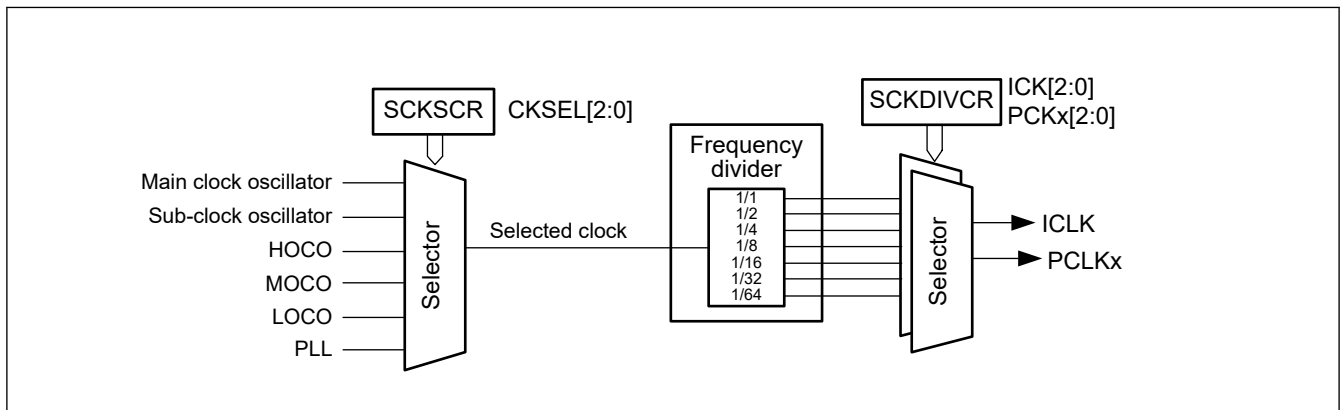 SCKSCR
CKSEL[2:0]
SCKDIVCR
ICK[2:0]
PCKx[2:0]
Main clock oscillator
Sub-clock oscillator
HOCO
MOCO
LOCO
PLL
Selector
Selected clock
Frequency
divider
1/1
1/2
1/4
1/8
1/16
1/32
1/64
Selector
ICLK
PCLKx